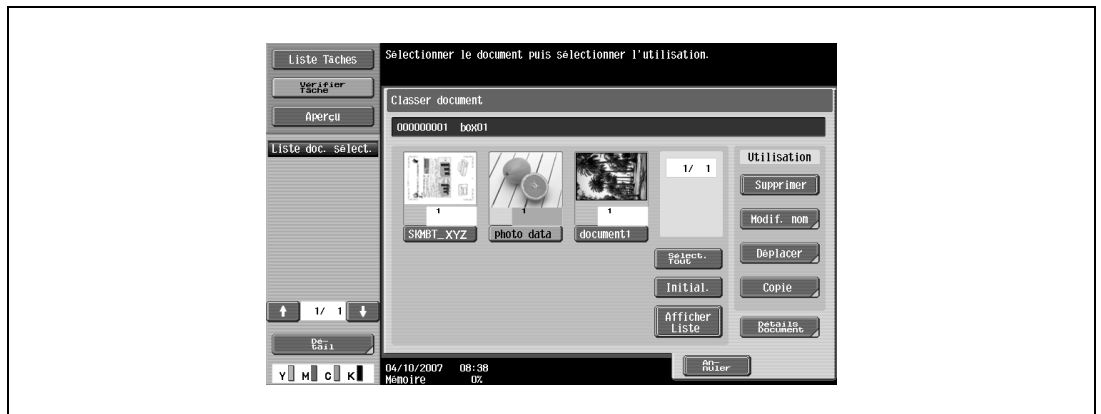 Liste Tâches
Vérifier
Tâche
Aperçu
Liste doc. sélect.
1/ 1
Dé-
tail
Y M C K
Sélectionner le document puis sélectionner l'utilisation.
Classer document
000000001 box01
1
SKMBT_XYZ
1
photo data
1
document1
1/ 1
Sélect.
Tout
Initial.
Afficher
Liste
Utilisation
Supprimer
Modif. nom
Déplacer
Copie
Détails
Document
04/10/2007 08:38
Mémoire 0%
An-
nuler